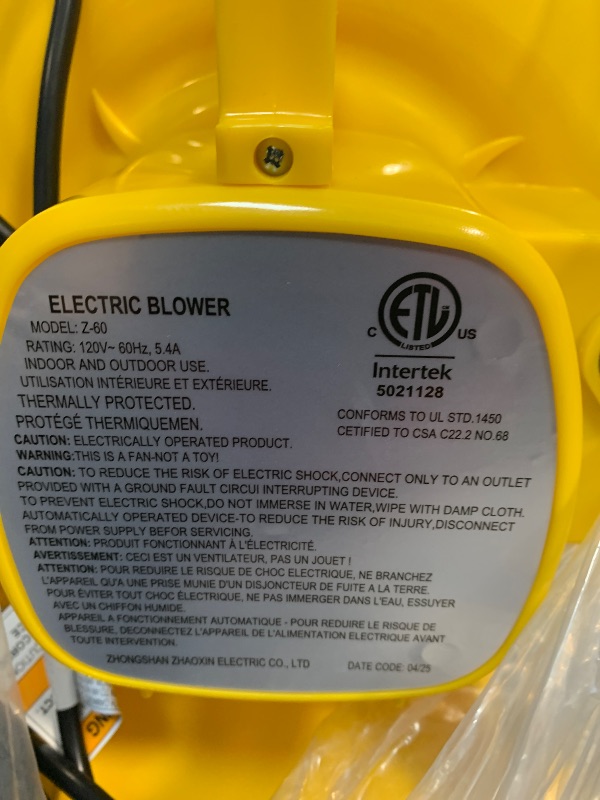 ELECTRIC BLOWER
MODEL: Z-60
RATING: 120V~ 60Hz, 5.4A
INDOOR AND OUTDOOR USE.
UTILISATION INTÉRIEURE ET EXTÉRIEURE.
THERMALLY PROTECTED.
PROTÉGÉ THERMIQUEMEN.
ETL
LISTED
C US
Intertek
5021128
CONFORMS TO UL STD.1450
CETIFIED TO CSA C22.2 NO.68
CAUTION: ELECTRICALLY OPERATED PRODUCT.
WARNING:THIS IS A FAN-NOT A TOY!
CAUTION: TO REDUCE THE RISK OF ELECTRIC SHOCK,CONNECT ONLY TO AN OUTLET
PROVIDED WITH A GROUND FAULT CIRCUI INTERRUPTING DEVICE.
TO PREVENT ELECTRIC SHOCK,DO NOT IMMERSE IN WATER,WIPE WITH DAMP CLOTH.
AUTOMATICALLY OPERATED DEVICE-TO REDUCE THE RISK OF INJURY,DISCONNECT
FROM POWER SUPPLY BEFOR SERVICING.
ATTENTION: PRODUIT FONCTIONNANT À L'ÉLECTRICITÉ.
AVERTISSEMENT: CECI EST UN VENTILATEUR, PAS UN JOUET !
ATTENTION: POUR RÉDUIRE LE RISQUE DE CHOC ELECTRIQUE, NE BRANCHEZ
L'APPAREIL QU'A UNE PRISE MUNIE D'UN DISJONCTEUR DE FUITE A LA TERRE.
POUR ÉVITER TOUT CHOC ÉLECTRIQUE, NE PAS IMMERGER DANS L'EAU, ESSUYER
AVEC UN CHIFFON HUMIDE.
APPAREIL A FONCTIONNEMENT AUTOMATIQUE - POUR RÉDUIRE LE RISQUE DE
BLESSURE, DECONNECTEZ L'APPAREIL DE L'ALIMENTATION ELECTRIQUE AVANT
TOUTE INTERVENTION.
ZHONGSHAN ZHAOXIN ELECTRIC CO., LTD DATE CODE: 04/25